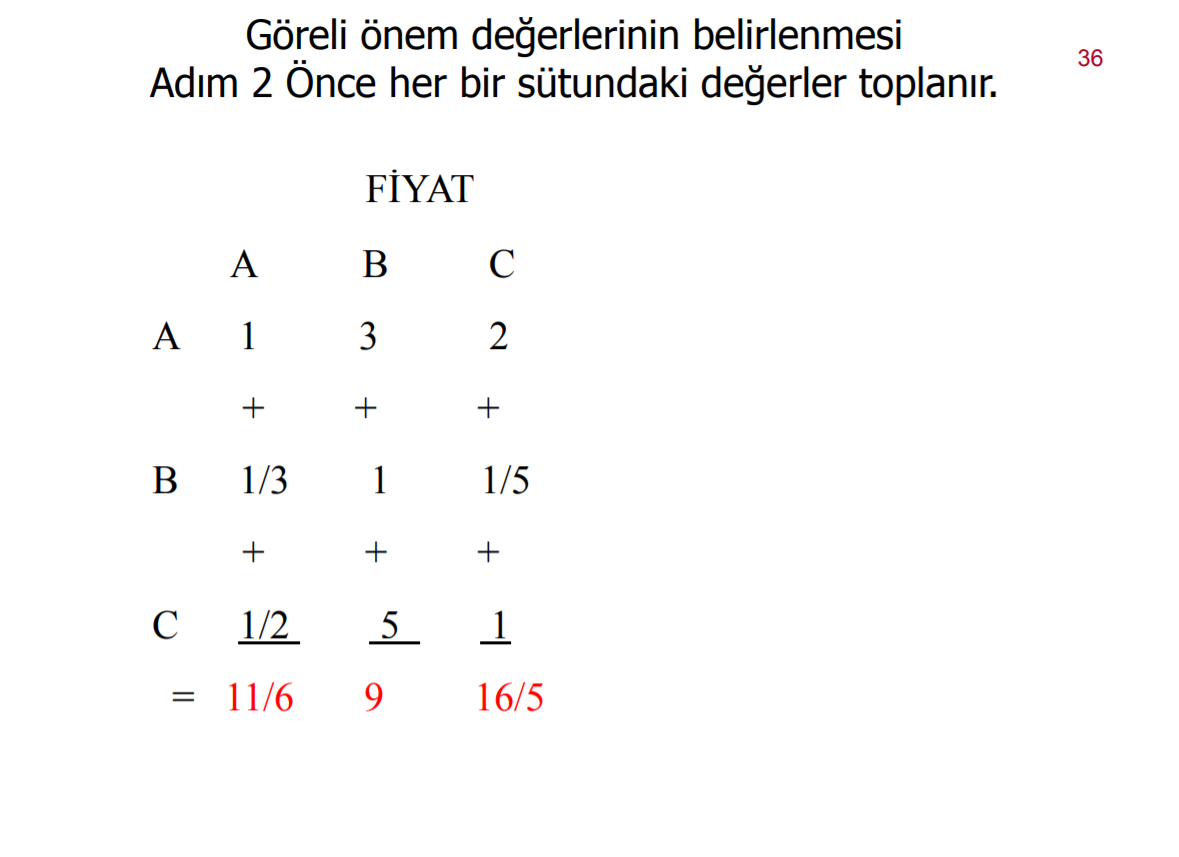 Göreli önem değerlerinin belirlenmesi
36
Adım 2 Önce her bir sütundaki değerler toplanır.
FİYAT
A B C
A 1 3 2
+ + +
B 1/3 1 1/5
+ + +
C 1/2 5 1
= 11/6 9 16/5